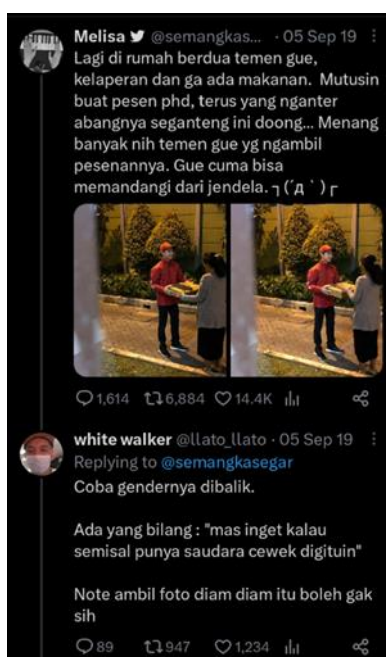 Melisa @semangkas... · 05 Sep 19
Lagi di rumah berdua temen gue,
kelaperan dan ga ada makanan. Mutusin
buat pesen phd, terus yang nganter
abangnya seganteng ini doong... Menang
banyak nih temen gue yg ngambil
pesenannya. Gue cuma bisa
memandangi dari jendela. ┐(´д`)┌
1,614 6,884 14.4K
white walker @llato_llato · 05 Sep 19
Replying to @semangkasegar
Coba gendernya dibalik.
Ada yang bilang : "mas inget kalau
semisal punya saudara cewek digituin"
Note ambil foto diam diam itu boleh gak
sih
89 947 1,234